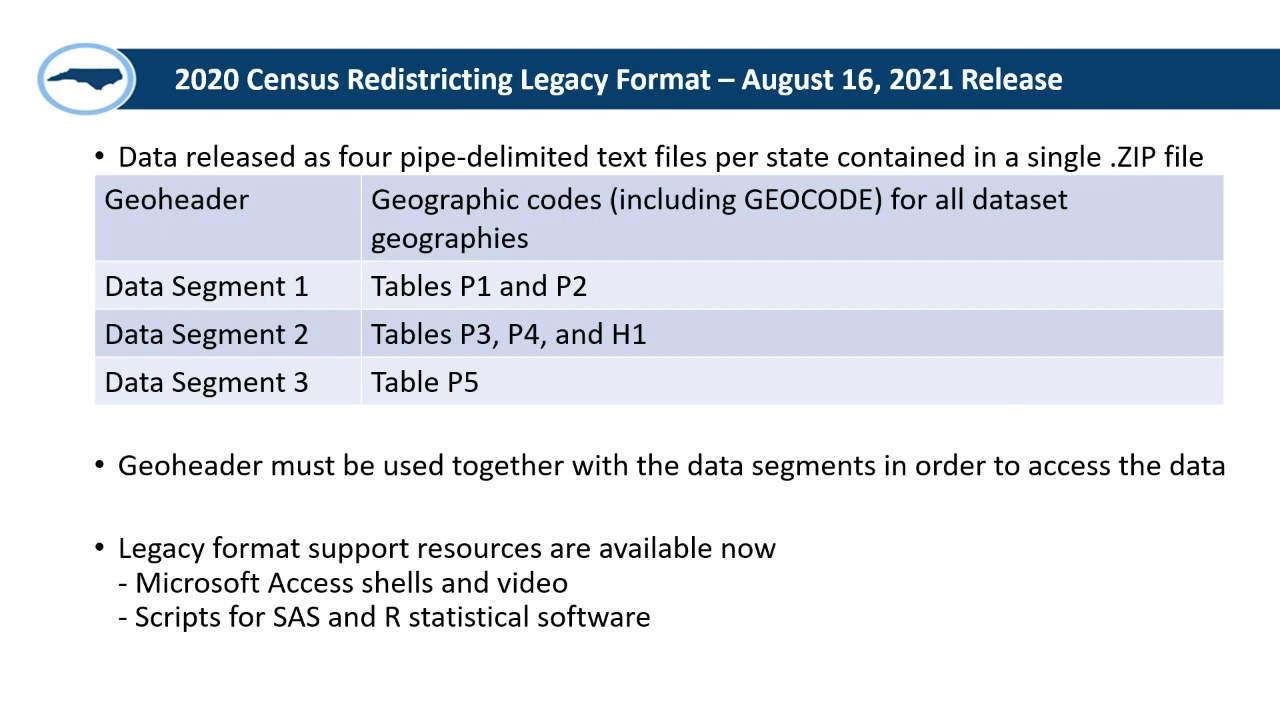 2020 Census Redistricting Legacy Format – August 16, 2021 Release
• Data released as four pipe-delimited text files per state contained in a single .ZIP file
Geoheader
Geographic codes (including GEOCODE) for all dataset
geographies
Data Segment 1
Tables P1 and P2
Data Segment 2
Tables P3, P4, and H1
Data Segment 3
Table P5
• Geoheader must be used together with the data segments in order to access the data
• Legacy format support resources are available now
- Microsoft Access shells and video
- Scripts for SAS and R statistical software